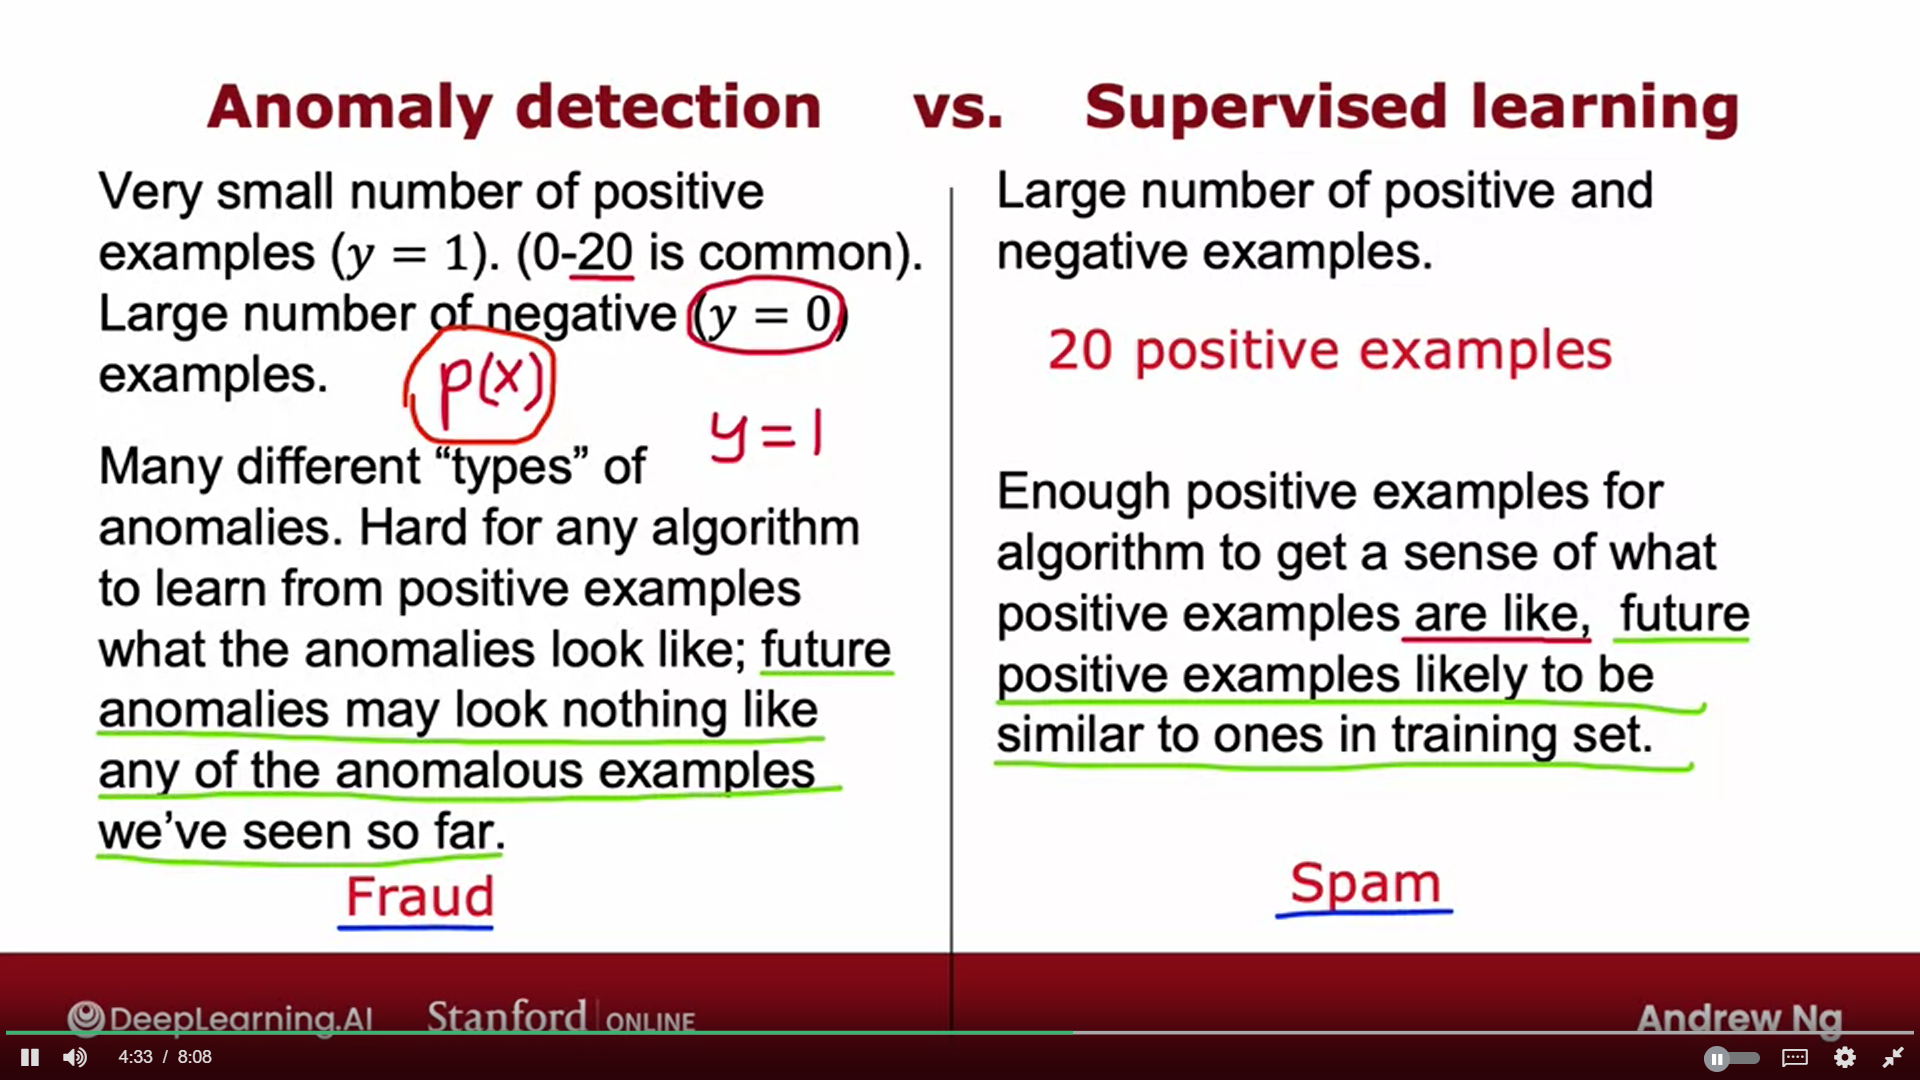 Anomaly detection vs. Supervised learning
Very small number of positive
examples (y = 1). (0-20 is common).
Large number of negative (y = 0)
examples.
p(x)
y=1
Many different “types” of
anomalies. Hard for any algorithm
to learn from positive examples
what the anomalies look like; future
anomalies may look nothing like
any of the anomalous examples
we’ve seen so far.
Fraud
Large number of positive and
negative examples.
20 positive examples
Enough positive examples for
algorithm to get a sense of what
positive examples are like, future
positive examples likely to be
similar to ones in training set.
Spam
DeepLearning.AI Stanford | ONLINE
Andrew Ng
4:33 / 8:08